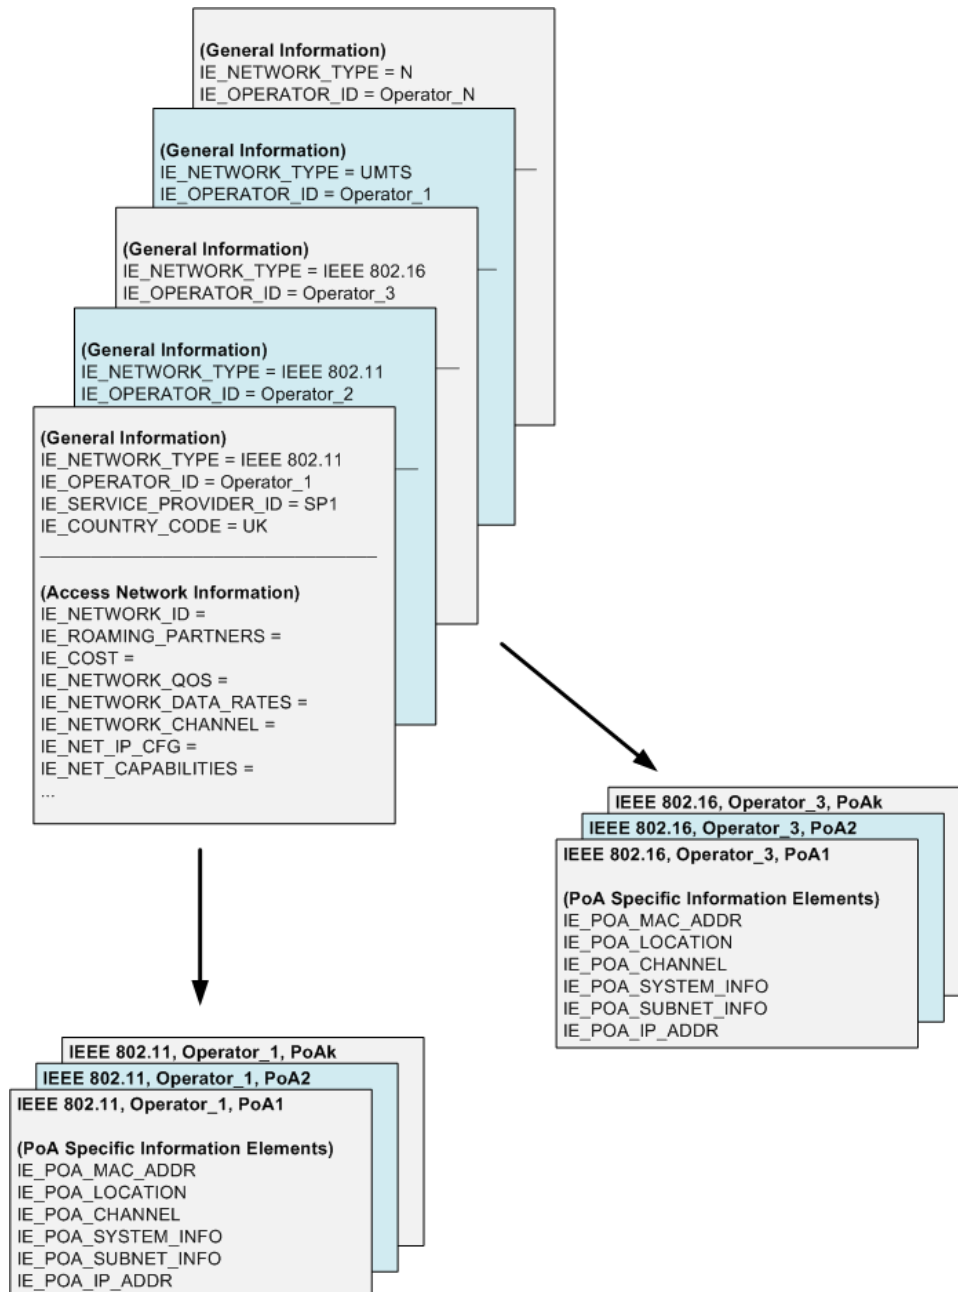 (General Information)
IE_NETWORK_TYPE = N
IE_OPERATOR_ID = Operator_N
(General Information)
IE_NETWORK_TYPE = UMTS
IE_OPERATOR_ID = Operator_1
(General Information)
IE_NETWORK_TYPE = IEEE 802.16
IE_OPERATOR_ID = Operator_3
(General Information)
IE_NETWORK_TYPE = IEEE 802.11
IE_OPERATOR_ID = Operator_2
(General Information)
IE_NETWORK_TYPE = IEEE 802.11
IE_OPERATOR_ID = Operator_1
IE_SERVICE_PROVIDER_ID = SP1
IE_COUNTRY_CODE = UK
(Access Network Information)
IE_NETWORK_ID =
IE_ROAMING_PARTNERS =
IE_COST =
IE_NETWORK_QOS =
IE_NETWORK_DATA_RATES =
IE_NETWORK_CHANNEL =
IE_NET_IP_CFG =
IE_NET_CAPABILITIES =
...
IEEE 802.16, Operator_3, PoAk
IEEE 802.16, Operator_3, PoA2
IEEE 802.16, Operator_3, PoA1
(PoA Specific Information Elements)
IE_POA_MAC_ADDR
IE_POA_LOCATION
IE_POA_CHANNEL
IE_POA_SYSTEM_INFO
IE_POA_SUBNET_INFO
IE_POA_IP_ADDR
IEEE 802.11, Operator_1, PoAk
IEEE 802.11, Operator_1, PoA2
IEEE 802.11, Operator_1, PoA1
(PoA Specific Information Elements)
IE_POA_MAC_ADDR
IE_POA_LOCATION
IE_POA_CHANNEL
IE_POA_SYSTEM_INFO
IE_POA_SUBNET_INFO
IE_POA_IP_ADDR